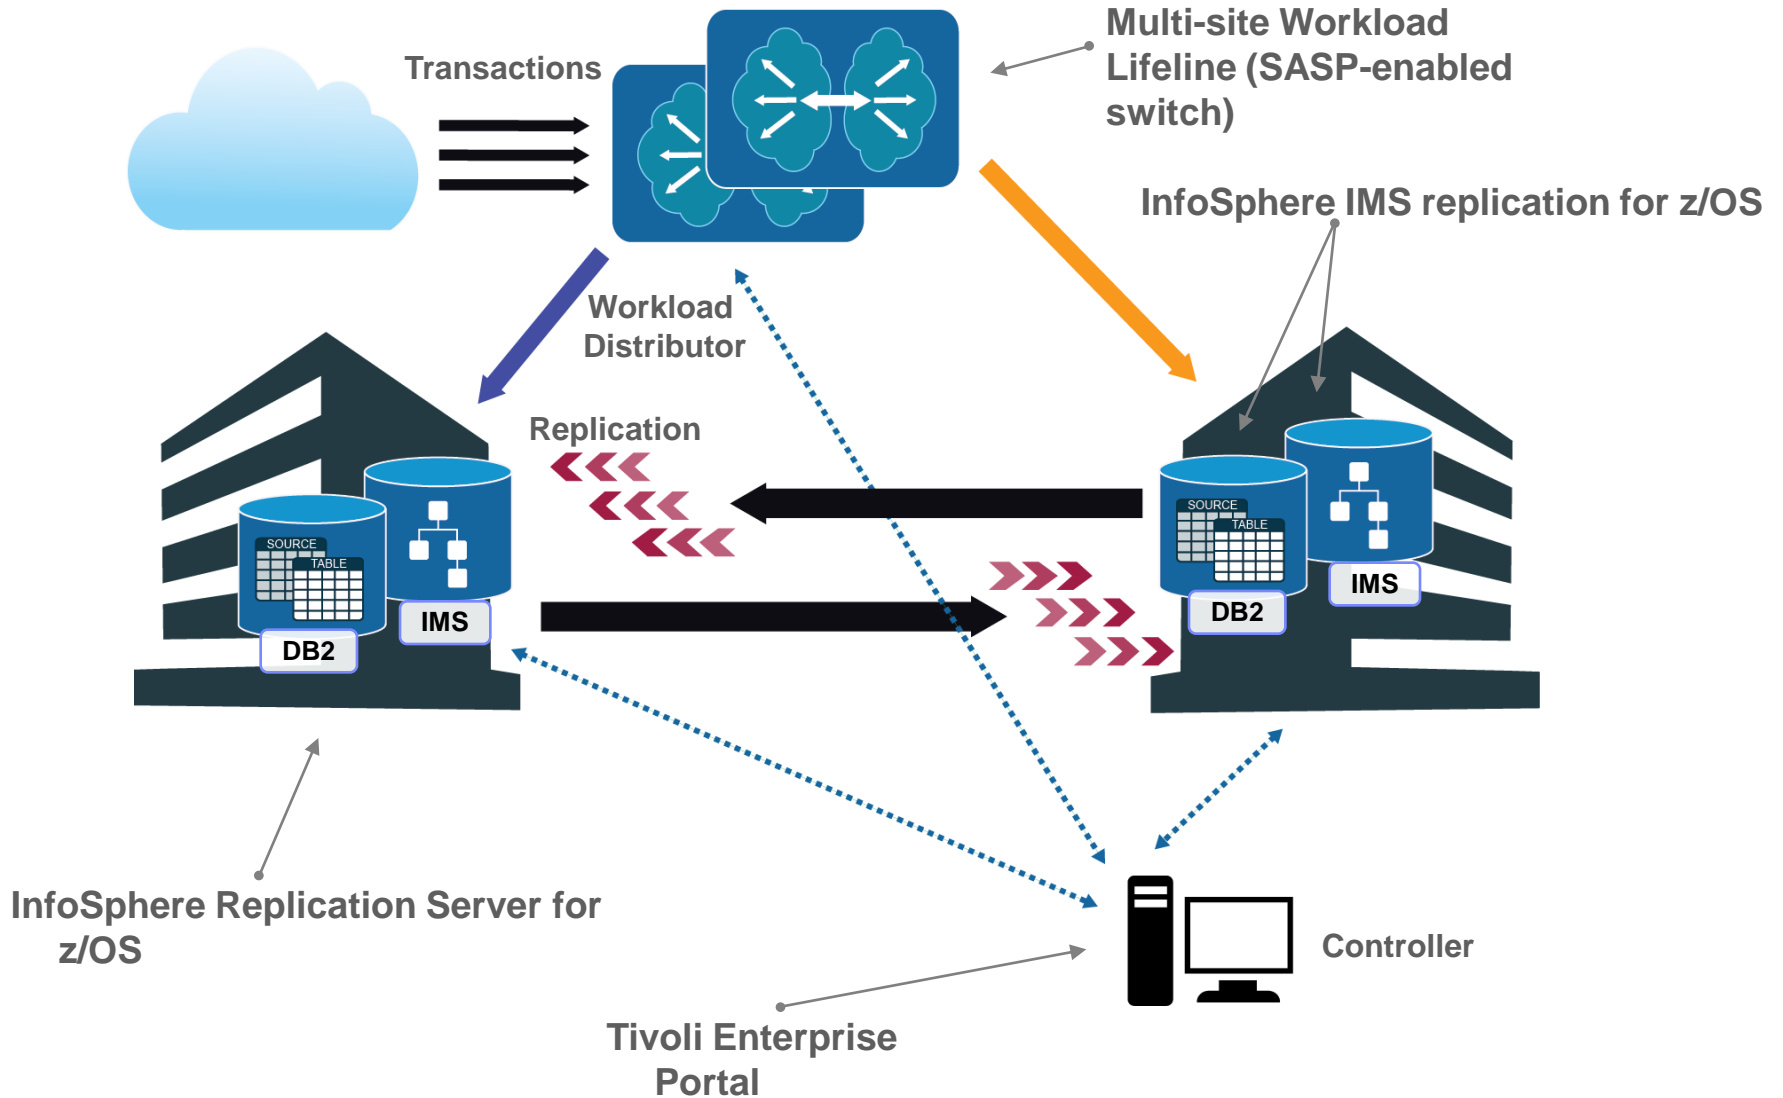 Multi-site Workload
Lifeline (SASP-enabled
switch)
Transactions
InfoSphere IMS replication for z/OS
Workload
Distributor
Replication
SOURCE
TABLE
IMS
DB2
SOURCE
TABLE
IMS
DB2
InfoSphere Replication Server for
z/OS
Controller
Tivoli Enterprise
Portal